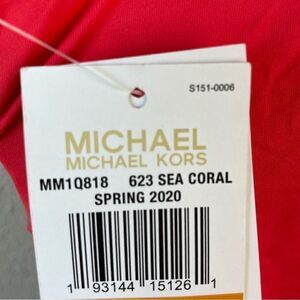 S151-0006
MICHAEL
MICHAEL KORS
MM1Q818 623 SEA CORAL
SPRING 2020
1 93144 15126 1